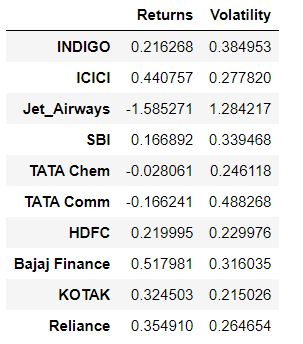 Returns Volatility
INDIGO 0.216268 0.384953
ICICI 0.440757 0.277820
Jet_Airways -1.585271 1.284217
SBI 0.166892 0.339468
TATA Chem -0.028061 0.246118
TATA Comm -0.166241 0.488268
HDFC 0.219995 0.229976
Bajaj Finance 0.517981 0.316035
KOTAK 0.324503 0.215026
Reliance 0.354910 0.264654